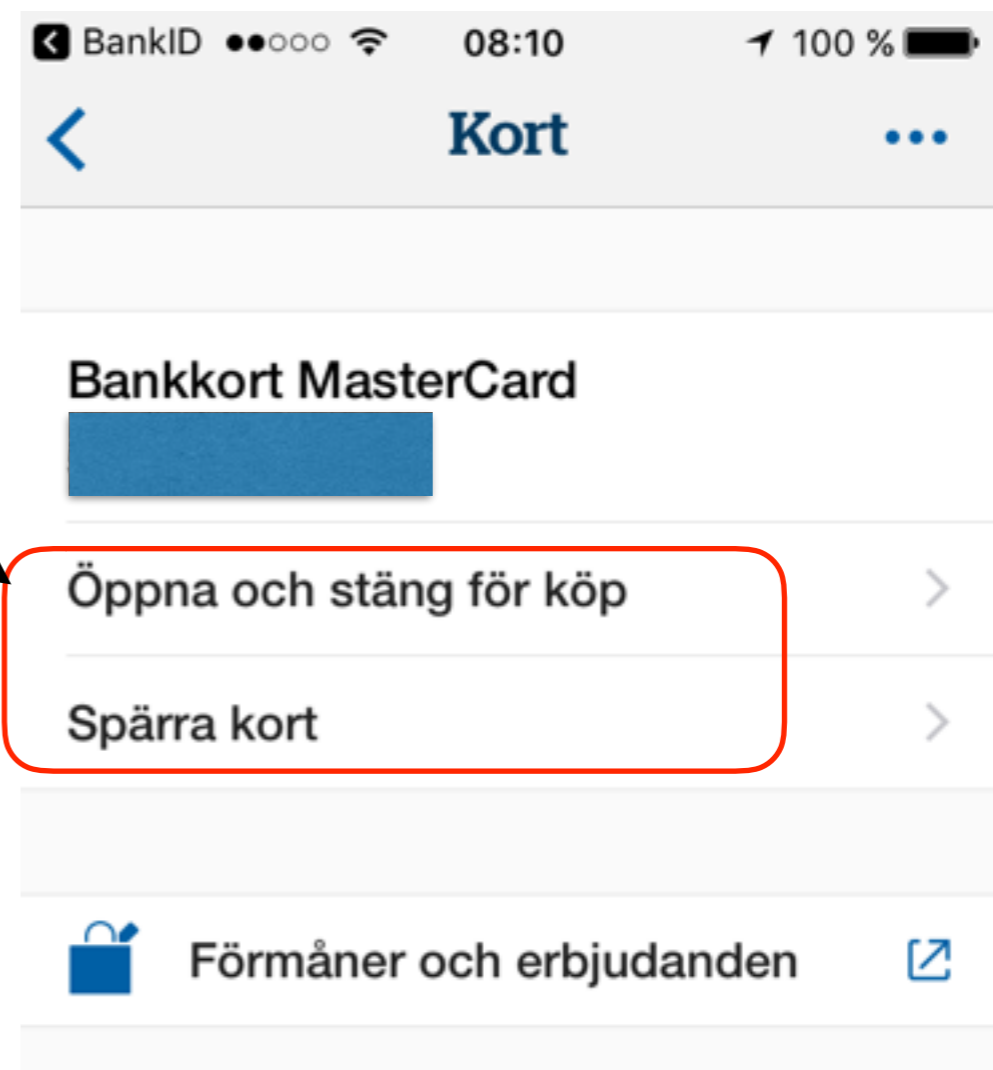 BankID 08:10 100 %
Kort
Bankkort MasterCard
Öppna och stäng för köp
Spärra kort
Förmåner och erbjudanden